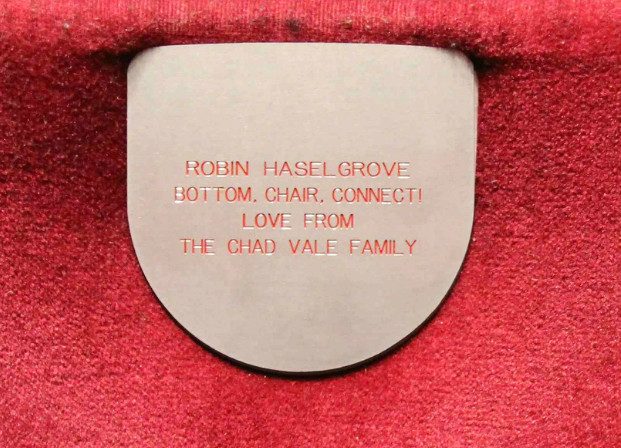 ROBIN HASELGROVE
BOTTOM, CHAIR, CONNECT!
LOVE FROM
THE CHAD VALE FAMILY